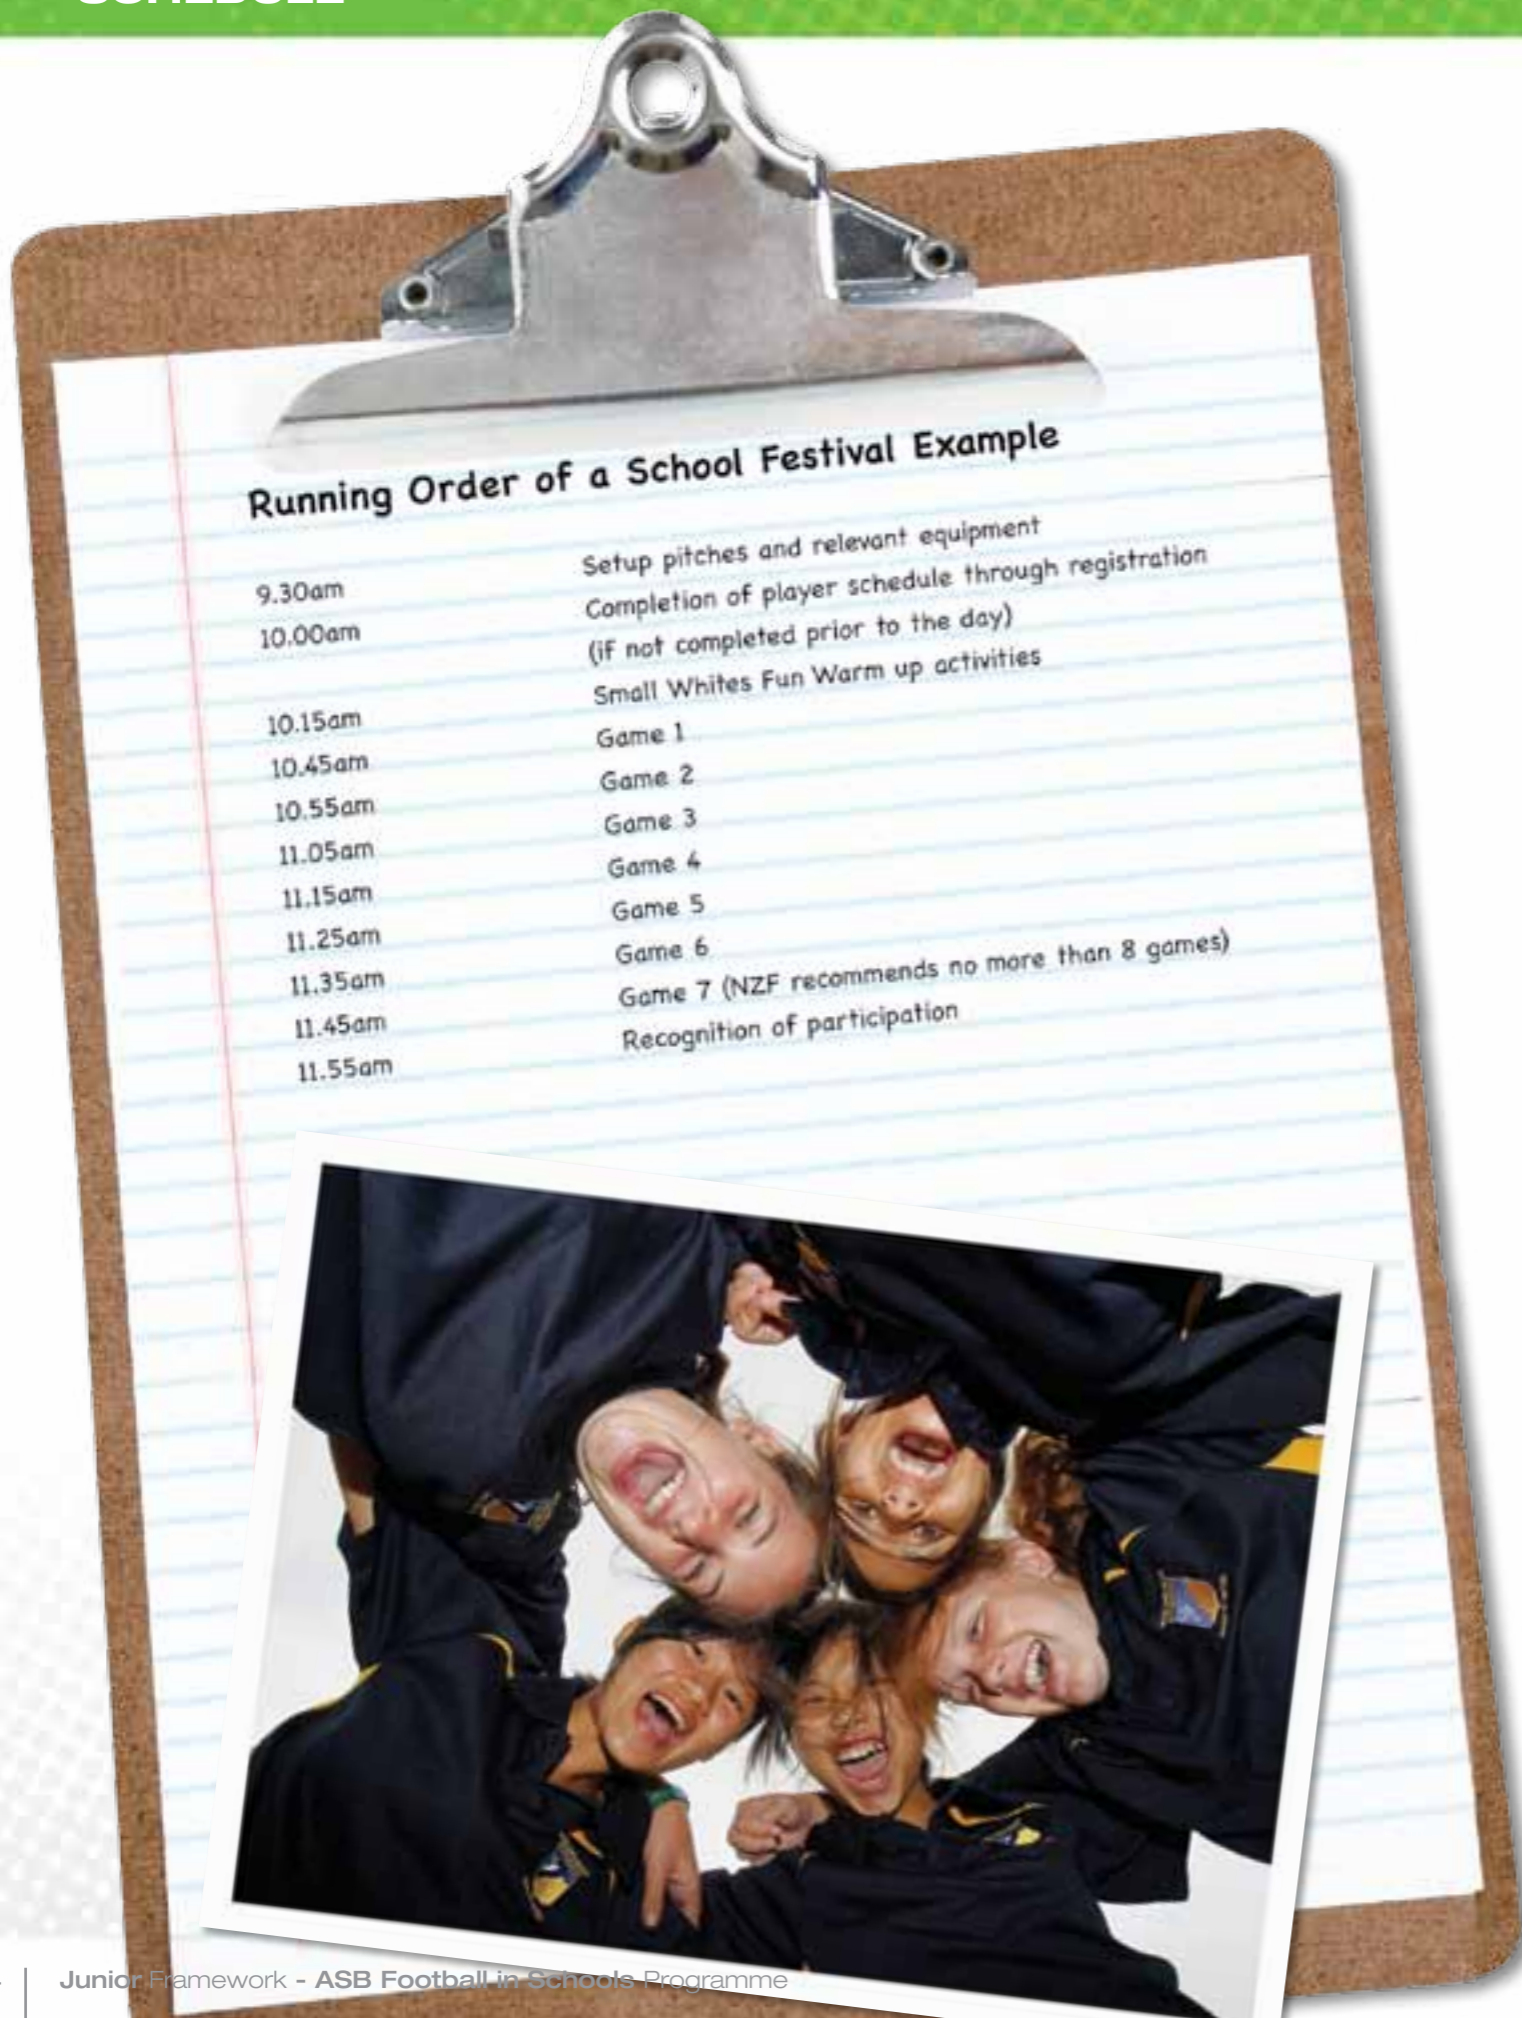 SCHEDULE
Running Order of a School Festival Example
9.30am Setup pitches and relevant equipment
10.00am Completion of player schedule through registration
(if not completed prior to the day)
10.15am Small Whites Fun Warm up activities
10.45am Game 1
10.55am Game 2
11.05am Game 3
11.15am Game 4
11.25am Game 5
11.35am Game 6
11.45am Game 7 (NZF recommends no more than 8 games)
11.55am Recognition of participation
Junior Framework - ASB Football in Schools Programme